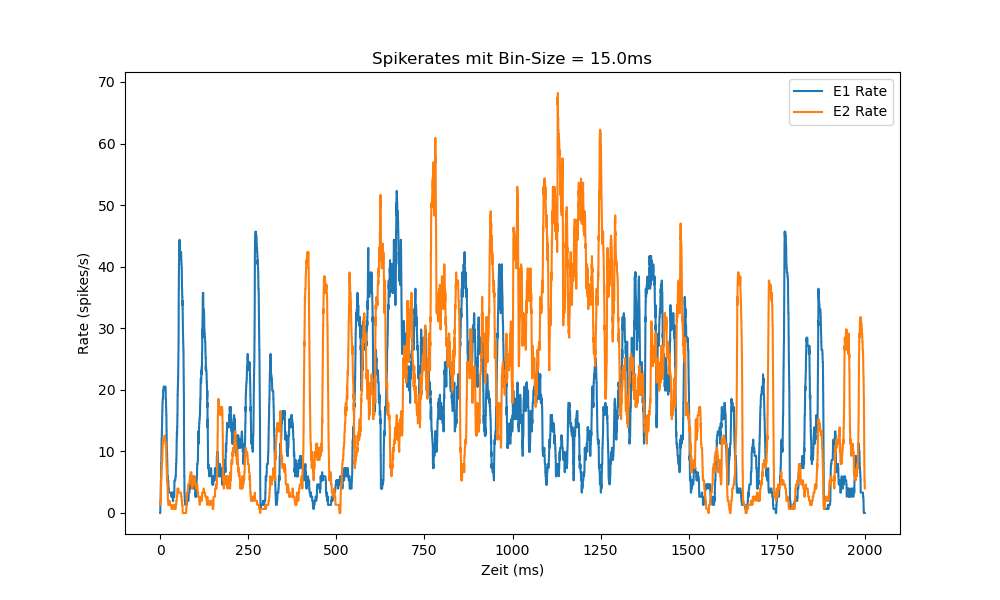 Spikerates mit Bin-Size = 15.0ms
E1 Rate
E2 Rate
70
60
50
40
30
20
10
0
Rate (spikes/s)
0 250 500 750 1000 1250 1500 1750 2000
Zeit (ms)